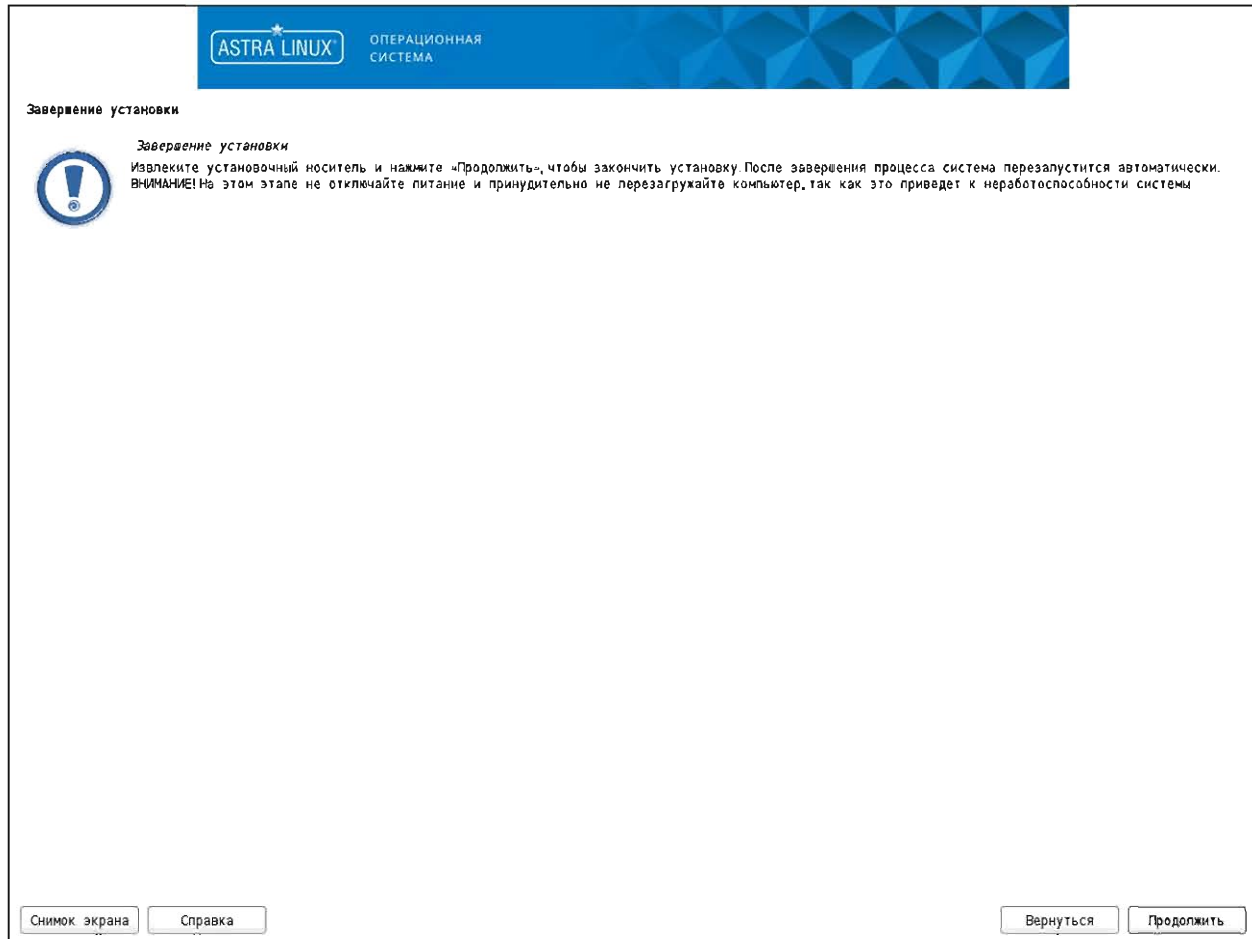 ASTRA LINUX®
ОПЕРАЦИОННАЯ
СИСТЕМА
Завершение установки
Завершение установки
Извлеките установочный носитель и нажмите «Продолжить», чтобы закончить установку. После завершения процесса система перезапустится автоматически.
ВНИМАНИЕ! На этом этапе не отключайте питание и принудительно не перезагружайте компьютер, так как это приведет к неработоспособности системы
Снимок экрана
Справка
Вернуться
Продолжить